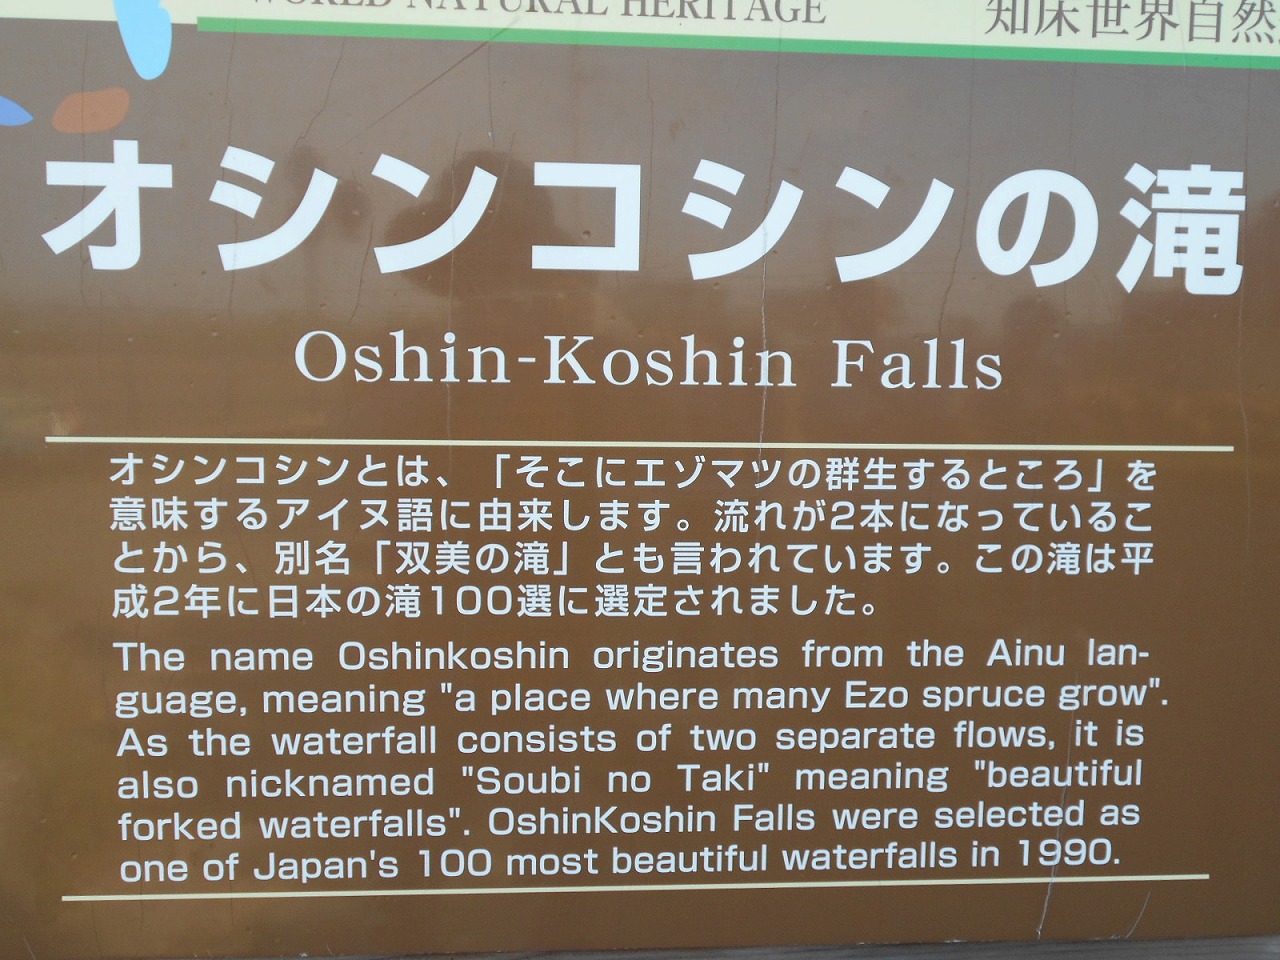 WORLD NATURAL HERITAGE
知床世界自然
オシンコシンの滝
Oshin-Koshin Falls
オシンコシンとは、「そこにエゾマツの群生するところ」を
意味するアイヌ語に由来します。流れが2本になっているこ
とから、別名「双美の滝」とも言われています。この滝は平
成2年に日本の滝100選に選定されました。
The name Oshinkoshin originates from the Ainu lan-
guage, meaning "a place where many Ezo spruce grow".
As the waterfall consists of two separate flows, it is
also nicknamed "Soubi no Taki" meaning "beautiful
forked waterfalls". OshinKoshin Falls were selected as
one of Japan's 100 most beautiful waterfalls in 1990.